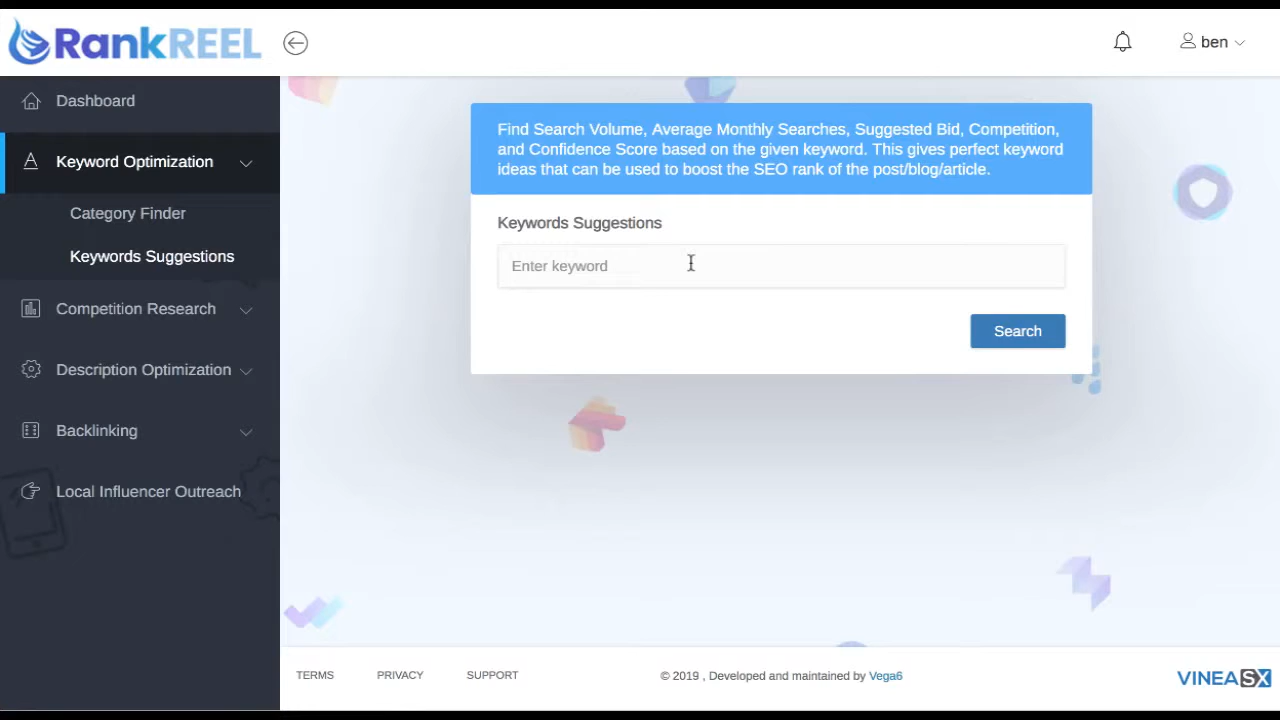 RankREEL
ben
Dashboard
Keyword Optimization
Category Finder
Keywords Suggestions
Competition Research
Description Optimization
Backlinking
Local Influencer Outreach
Find Search Volume, Average Monthly Searches, Suggested Bid, Competition,
and Confidence Score based on the given keyword. This gives perfect keyword
ideas that can be used to boost the SEO rank of the post/blog/article.
Keywords Suggestions
Enter keyword
Search
TERMS PRIVACY SUPPORT © 2019 , Developed and maintained by Vega6 VINEASX